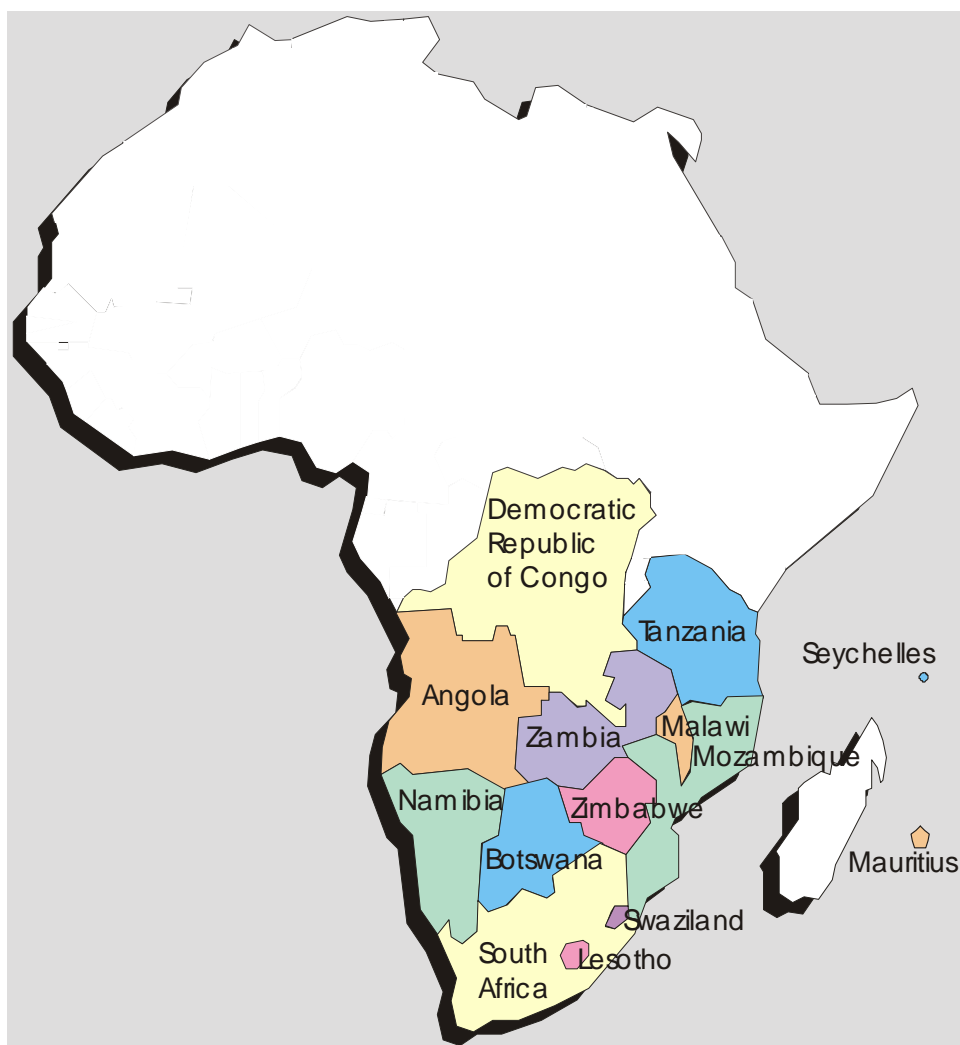 Democratic
Republic
of Congo
Tanzania
Seychelles
Angola
Malawi
Zambia
Mozambique
Namibia
Zimbabwe
Botswana
Mauritius
Swaziland
South
Africa
Lesotho